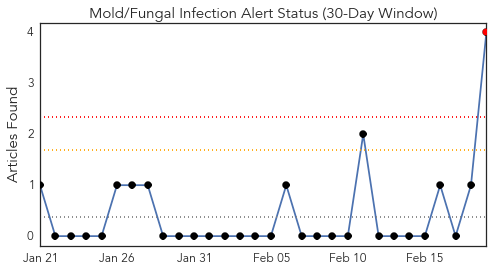 Mold/Fungal Infection Alert Status (30-Day Window)
Articles Found
4
3
2
1
0
Jan 21 Jan 26 Jan 31 Feb 05 Feb 10 Feb 15